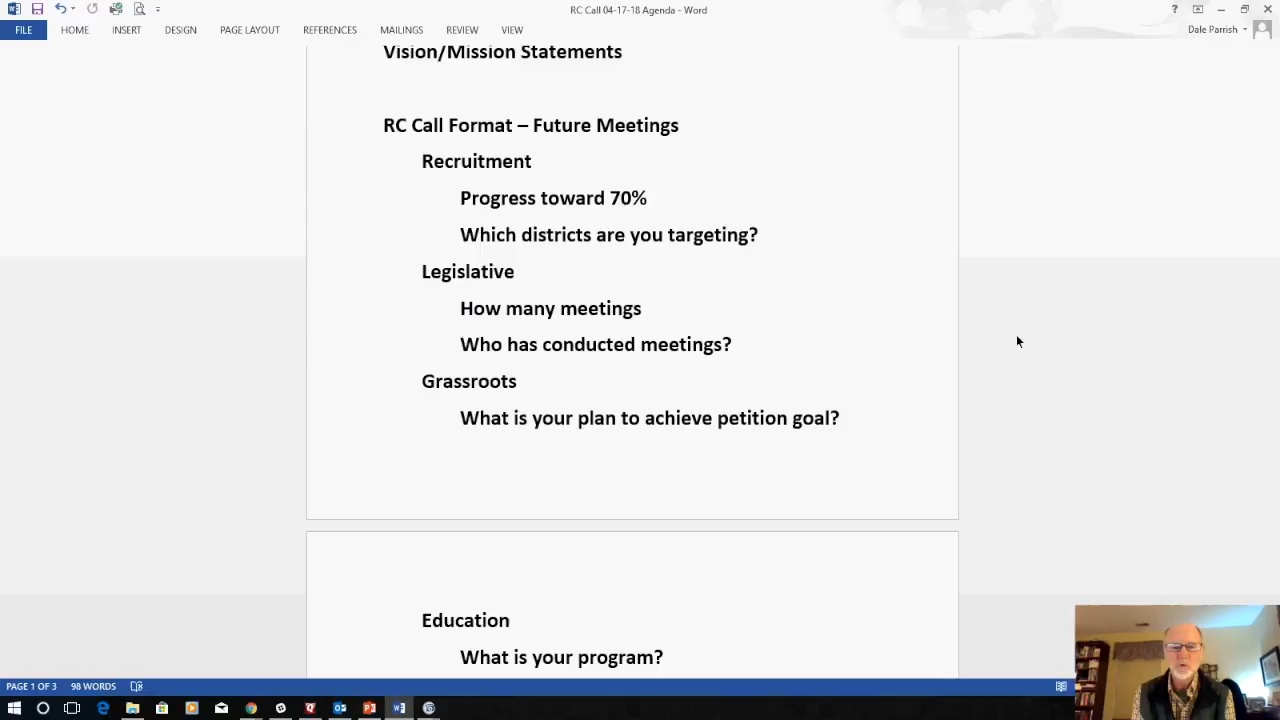 RC Call 04-17-18 Agenda - Word
FILE HOME INSERT DESIGN PAGE LAYOUT REFERENCES MAILINGS REVIEW VIEW Dale Parrish
Vision/Mission Statements
RC Call Format – Future Meetings
Recruitment
Progress toward 70%
Which districts are you targeting?
Legislative
How many meetings
Who has conducted meetings?
Grassroots
What is your plan to achieve petition goal?
Education
What is your program?
PAGE 1 OF 3 98 WORDS